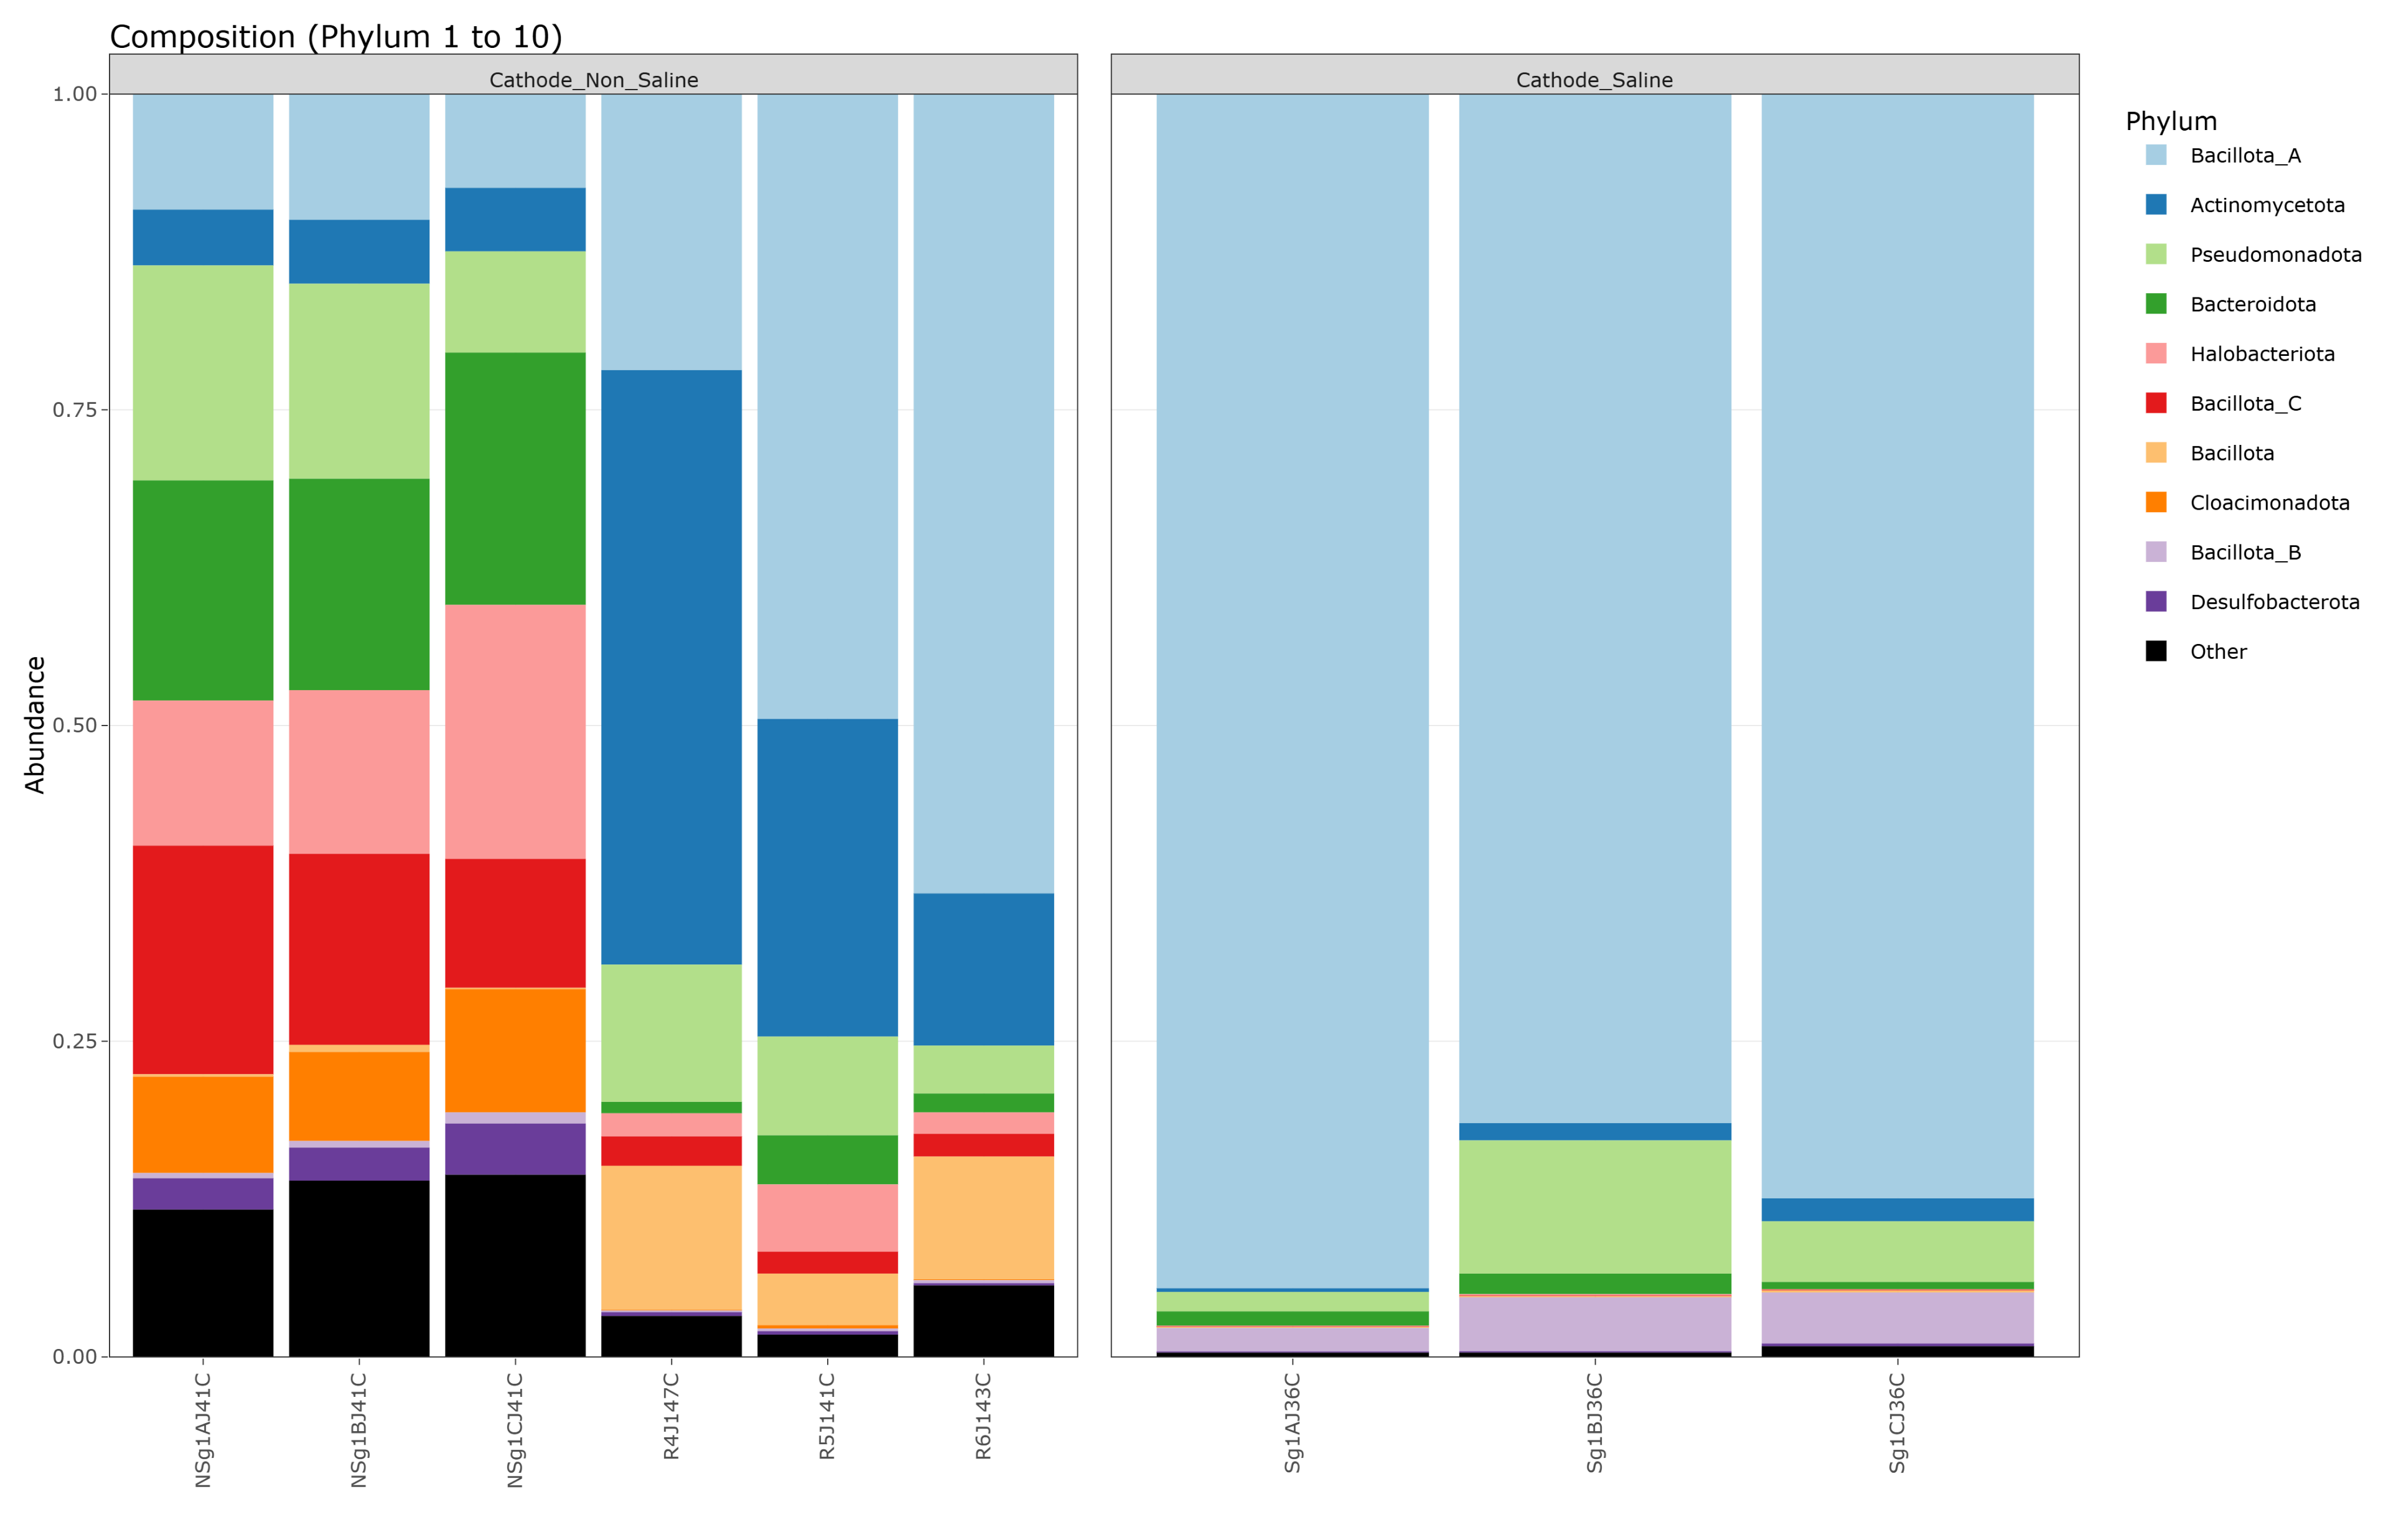 Composition (Phylum 1 to 10)
Cathode_Non_Saline
Cathode_Saline
Abundance
1.00
0.75
0.50
0.25
0.00
NSg1AJ41C
NSg1BJ41C
NSg1CJ41C
R4J147C
R5J141C
R6J143C
Sg1AJ36C
Sg1BJ36C
Sg1CJ36C
Phylum
Bacillota_A
Actinomycetota
Pseudomonadota
Bacteroidota
Halobacteriota
Bacillota_C
Bacillota
Cloacimonadota
Bacillota_B
Desulfobacterota
Other